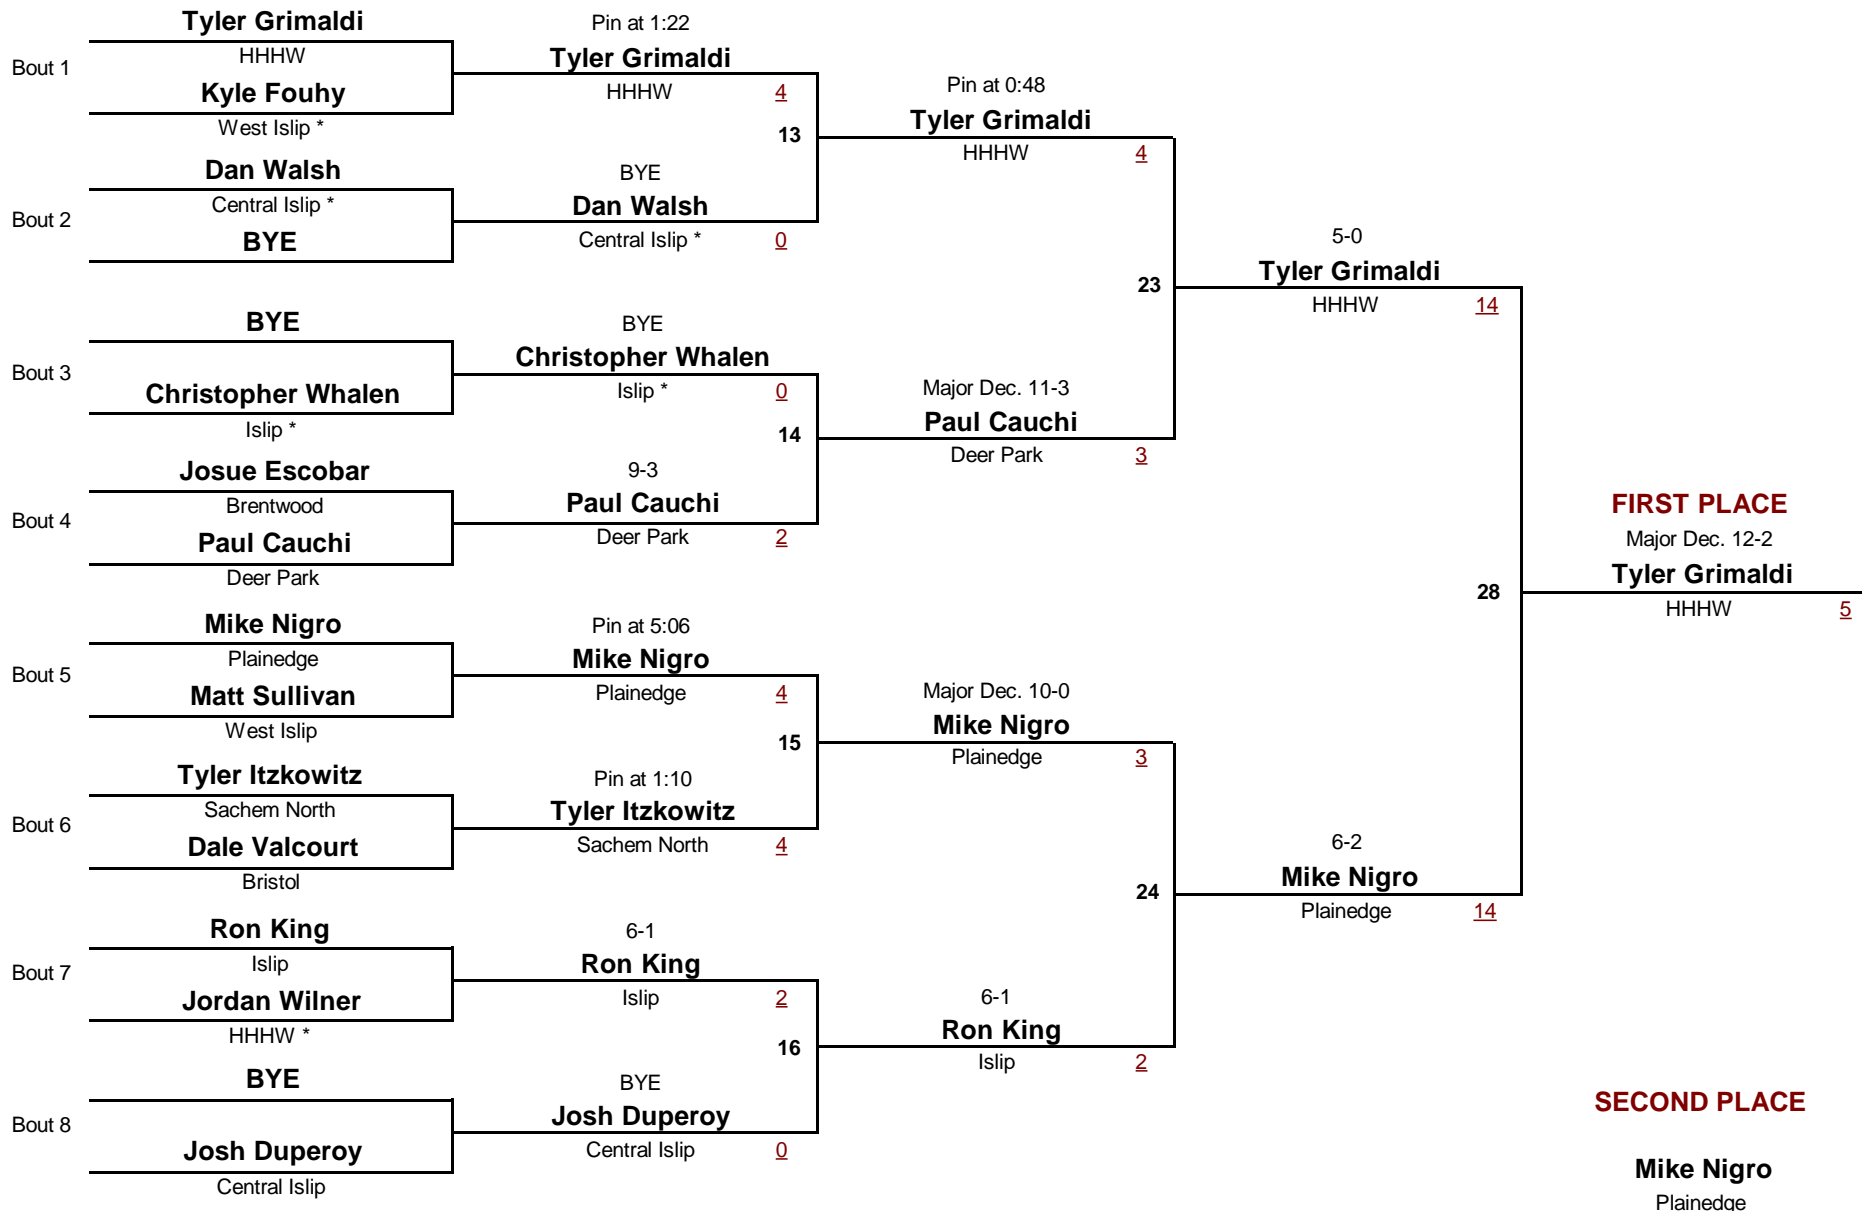 Bout 1
Tyler Grimaldi
HHHW
Kyle Fouhy
West Islip *
Bout 2
Dan Walsh
Central Islip *
BYE
Bout 3
BYE
Christopher Whalen
Islip *
Bout 4
Josue Escobar
Brentwood
Paul Cauchi
Deer Park
Bout 5
Mike Nigro
Plainedge
Matt Sullivan
West Islip
Bout 6
Tyler Itzkowitz
Sachem North
Dale Valcourt
Bristol
Bout 7
Ron King
Islip
Jordan Wilner
HHHW *
Bout 8
BYE
Josh Duperoy
Central Islip
Pin at 1:22
Tyler Grimaldi
HHHW 4
13
BYE
Dan Walsh
Central Islip * 0
BYE
Christopher Whalen
Islip * 0
14
9-3
Paul Cauchi
Deer Park 2
Pin at 5:06
Mike Nigro
Plainedge 4
15
Pin at 1:10
Tyler Itzkowitz
Sachem North 4
6-1
Ron King
Islip 2
16
BYE
Josh Duperoy
Central Islip 0
Pin at 0:48
Tyler Grimaldi
HHHW 4
23
Major Dec. 11-3
Paul Cauchi
Deer Park 3
Major Dec. 10-0
Mike Nigro
Plainedge 3
24
6-1
Ron King
Islip 2
5-0
Tyler Grimaldi
HHHW 14
28
6-2
Mike Nigro
Plainedge 14
FIRST PLACE
Major Dec. 12-2
Tyler Grimaldi
HHHW 5
SECOND PLACE
Mike Nigro
Plainedge